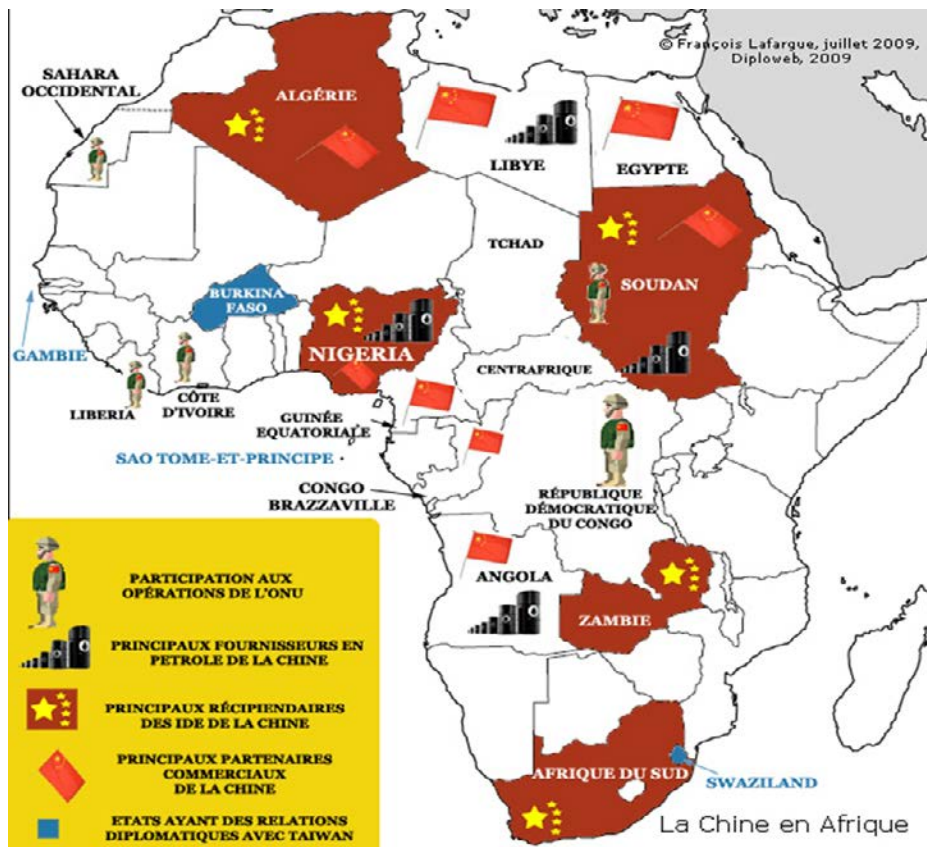 © François Lafargue, juillet 2009,
Diploweb, 2009
SAHARA
OCCIDENTAL
ALGÉRIE
LIBYE
EGYPTE
TCHAD
SOUDAN
BURKINA
FASO
GAMBIE
NIGERIA
CENTRAFRIQUE
LIBERIA
CÔTE
D'IVOIRE
GUINÉE
EQUATORIALE
SAO TOME-ET-PRINCIPE
CONGO
BRAZZAVILLE
RÉPUBLIQUE
DÉMOCRATIQUE
DU CONGO
ANGOLA
ZAMBIE
AFRIQUE DU SUD
SWAZILAND
PARTICIPATION AUX
OPÉRATIONS DE L'ONU
PRINCIPAUX FOURNISSEURS EN
PETROLE DE LA CHINE
PRINCIPAUX RÉCIPIENDAIRES
DES IDE DE LA CHINE
PRINCIPAUX PARTENAIRES
COMMERCIAUX
DE LA CHINE
ETATS AYANT DES RELATIONS
DIPLOMATIQUES AVEC TAIWAN
La Chine en Afrique